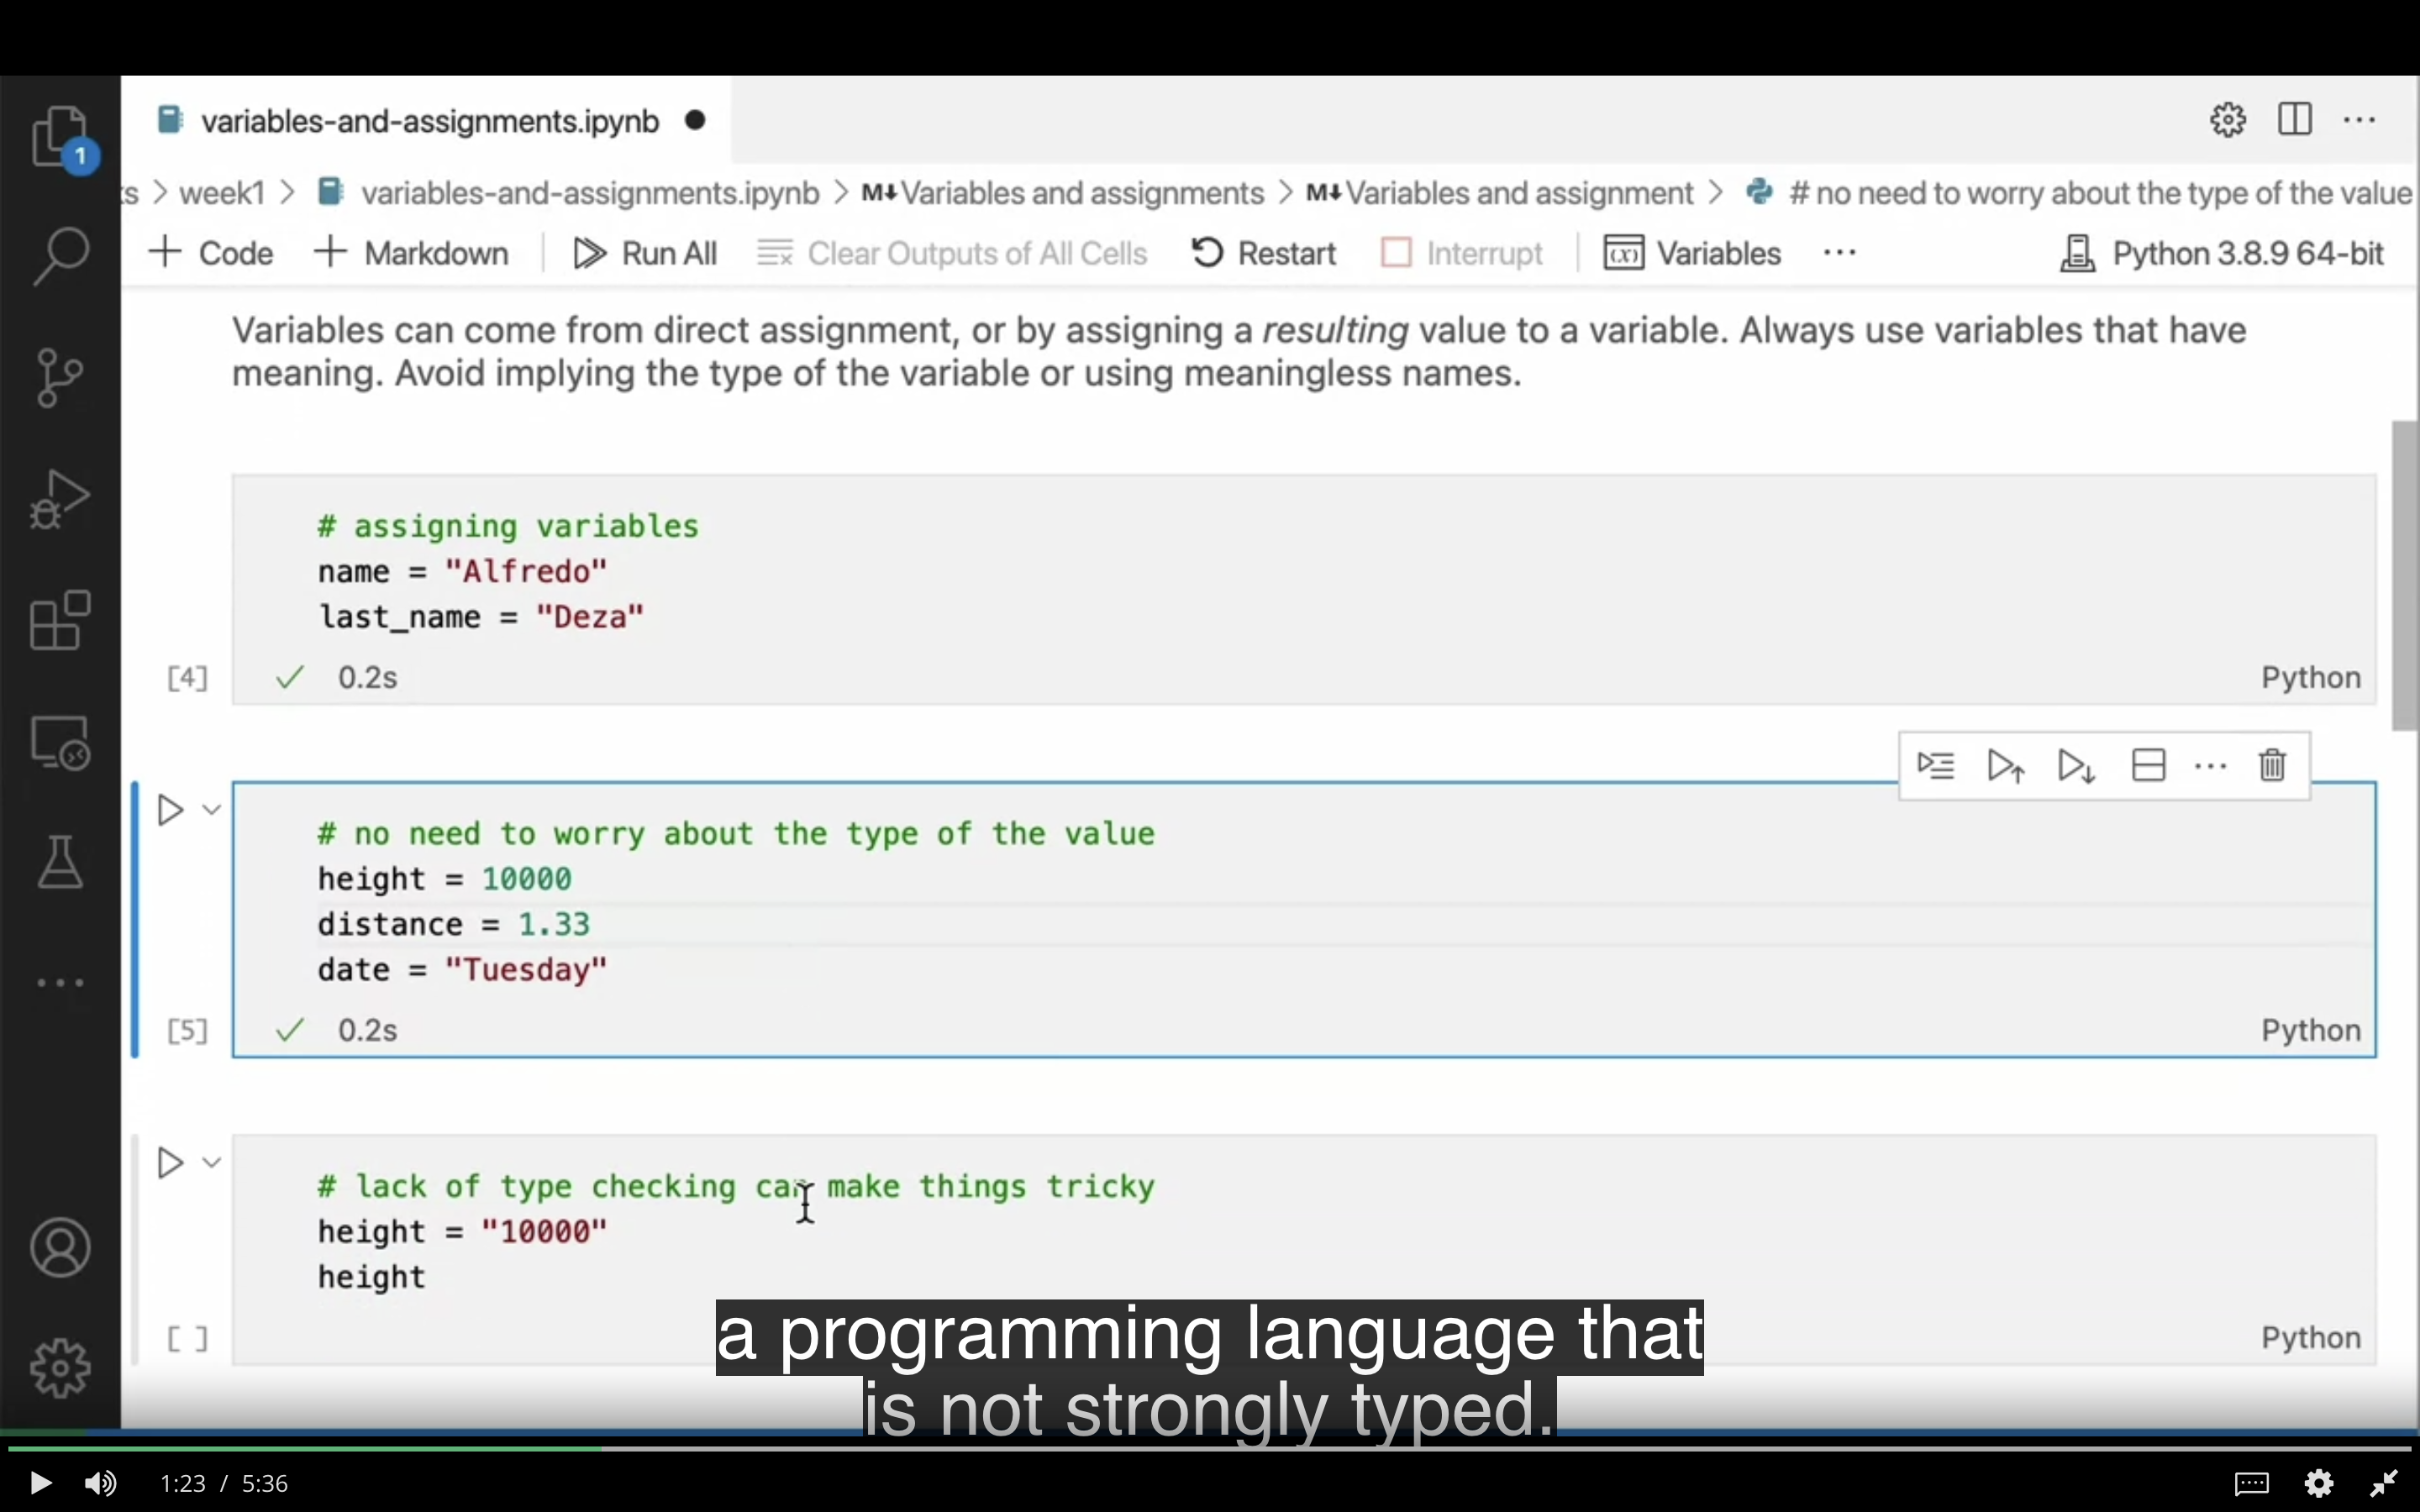 variables-and-assignments.ipynb
1
ks > week1 > variables-and-assignments.ipynb > M↓Variables and assignments > M↓Variables and assignment > # no need to worry about the type of the value
+ Code + Markdown Run All Clear Outputs of All Cells Restart Interrupt Variables ... Python 3.8.9 64-bit
Variables can come from direct assignment, or by assigning a resulting value to a variable. Always use variables that have
meaning. Avoid implying the type of the variable or using meaningless names.
# assigning variables
name = "Alfredo"
last_name = "Deza"
[4] ✓ 0.2s Python
# no need to worry about the type of the value
height = 10000
distance = 1.33
date = "Tuesday"
[5] ✓ 0.2s Python
# lack of type checking can make things tricky
height = "10000"
height
[ ] Python
a programming language that
is not strongly typed.
1:23 / 5:36